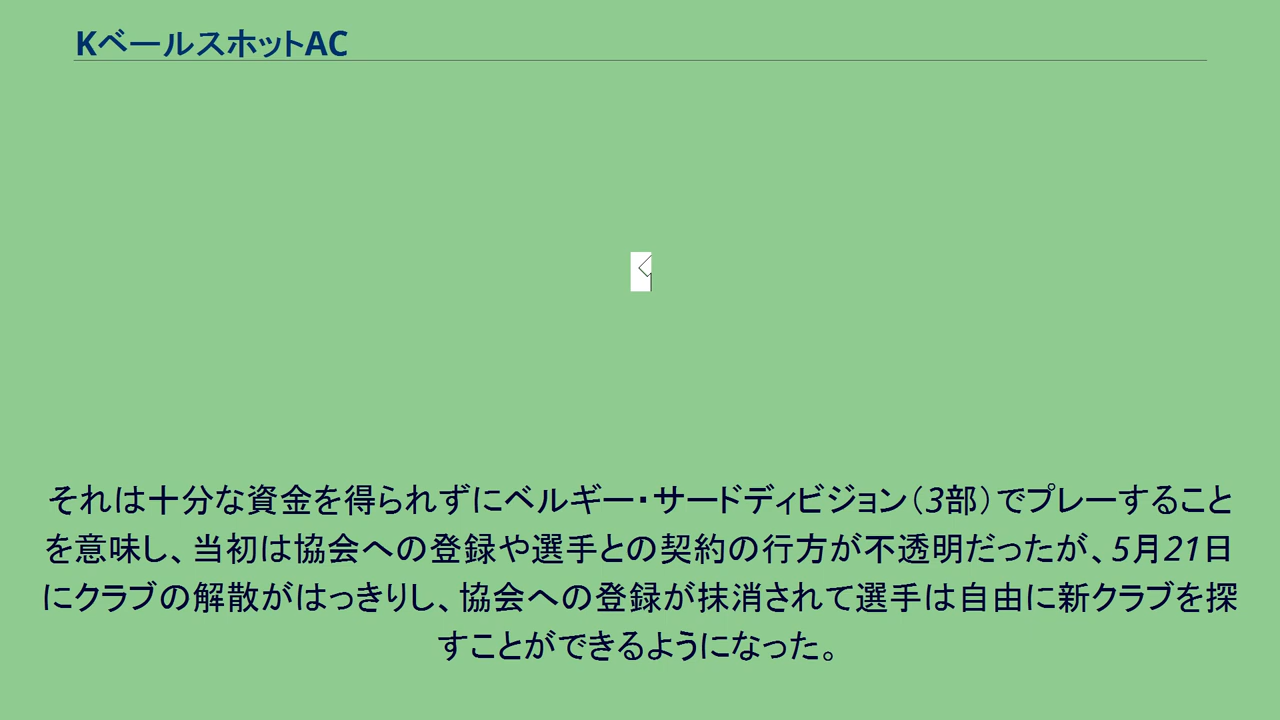 KベールスホットAC
それは十分な資金を得られずにベルギー・サードディビジョン（3部）でプレーすること
を意味し、当初は協会への登録や選手との契約の行方が不透明だったが、5月21日
にクラブの解散がはっきりし、協会への登録が抹消されて選手は自由に新クラブを探
すことができるようになった。